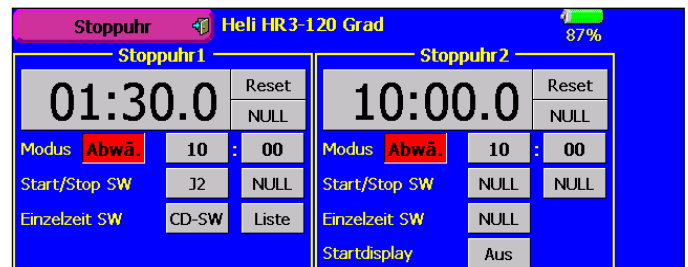 Stoppuhr Heli HR3-120 Grad 87%
Stoppuhr1
01:30.0 Reset
NULL
Modus Abwä. 10 : 00
Start/Stop SW J2 NULL
Einzelzeit SW CD-SW Liste
Stoppuhr2
10:00.0 Reset
NULL
Modus Abwä. 10 : 00
Start/Stop SW NULL NULL
Einzelzeit SW NULL
Startdisplay Aus